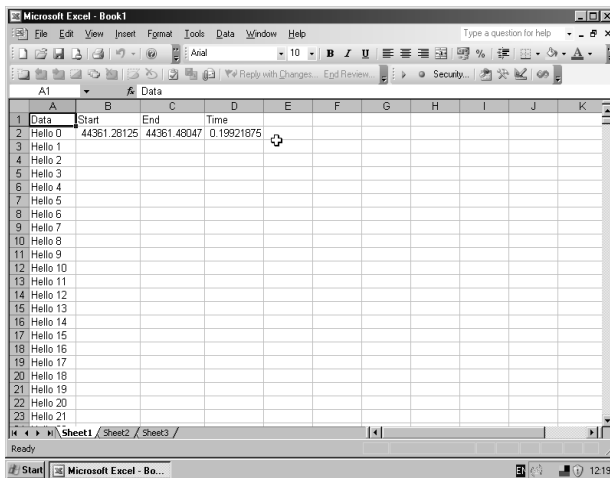 Microsoft Excel - Book1
File Edit View Insert Format Tools Data Window Help Type a question for help
Arial 10 B I U %
Reply with Changes... End Review... Security...
A1 fx Data
A B C D E F G H I J K
1 Data Start End Time
2 Hello 0 44361.28125 44361.48047 0.19921875
3 Hello 1
4 Hello 2
5 Hello 3
6 Hello 4
7 Hello 5
8 Hello 6
9 Hello 7
10 Hello 8
11 Hello 9
12 Hello 10
13 Hello 11
14 Hello 12
15 Hello 13
16 Hello 14
17 Hello 15
18 Hello 16
19 Hello 17
20 Hello 18
21 Hello 19
22 Hello 20
23 Hello 21
Sheet1 / Sheet2 / Sheet3 /
Ready
Start Microsoft Excel - Bo... EN 12:19